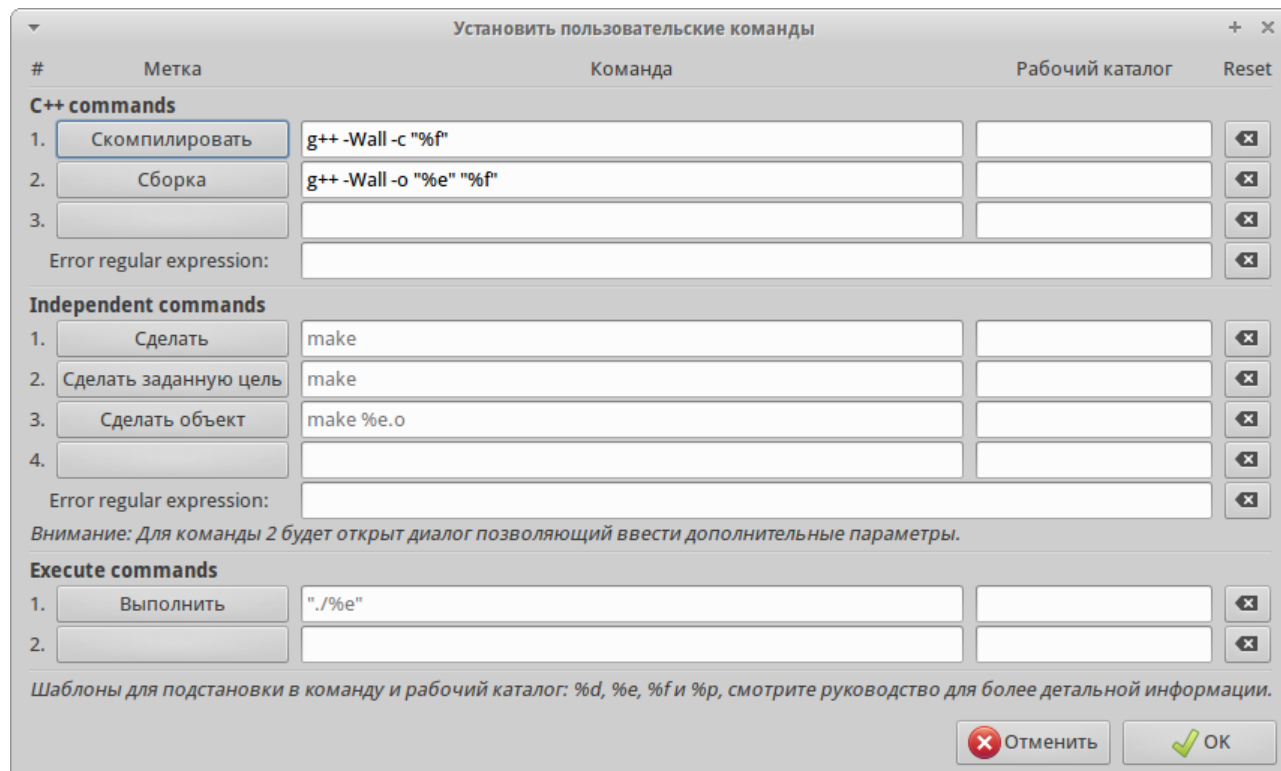 Установить пользовательские команды
# Метка Команда Рабочий каталог Reset
C++ commands
1. Скомпилировать g++ -Wall -c "%f"
2. Сборка g++ -Wall -o "%e" "%f"
3.
Error regular expression:
Independent commands
1. Сделать make
2. Сделать заданную цель make
3. Сделать объект make %e.o
4.
Error regular expression:
Внимание: Для команды 2 будет открыт диалог позволяющий ввести дополнительные параметры.
Execute commands
1. Выполнить "./%e"
2.
Шаблоны для подстановки в команду и рабочий каталог: %d, %e, %f и %p, смотрите руководство для более детальной информации.
Отменить OK